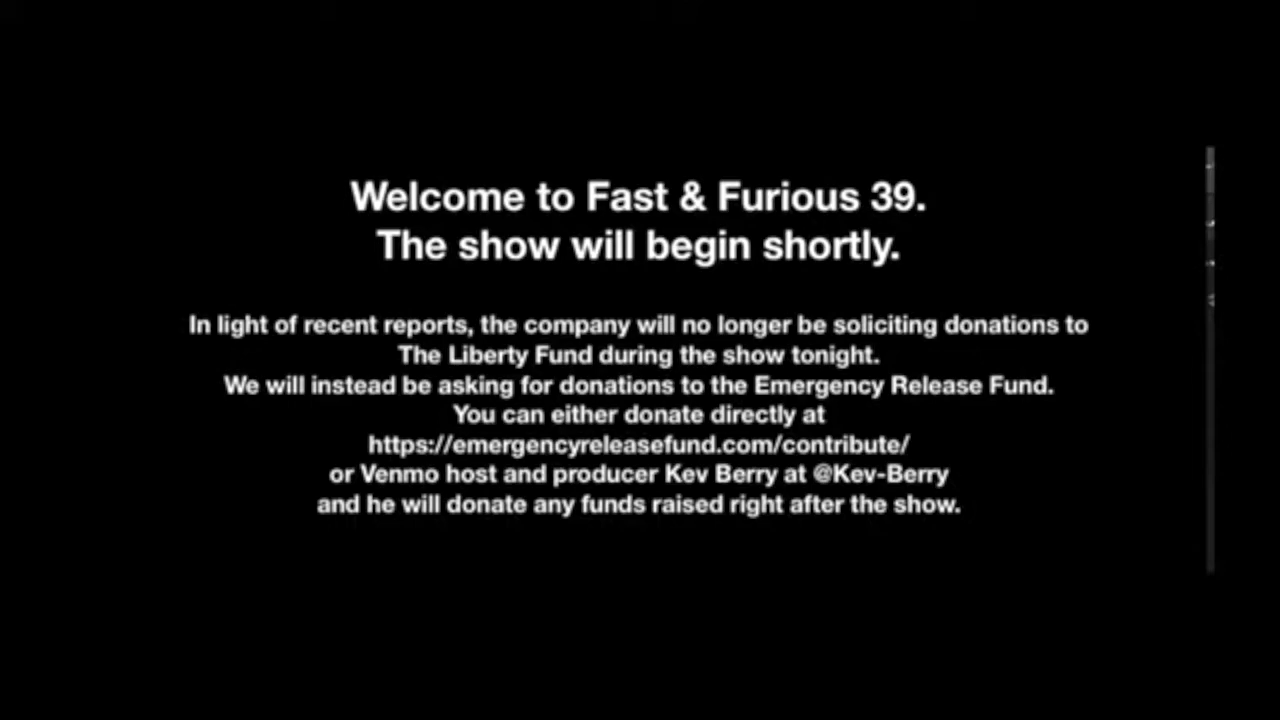 Welcome to Fast & Furious 39.
The show will begin shortly.
In light of recent reports, the company will no longer be soliciting donations to
The Liberty Fund during the show tonight.
We will instead be asking for donations to the Emergency Release Fund.
You can either donate directly at
https://emergencyreleasefund.com/contribute/
or Venmo host and producer Kev Berry at @Kev-Berry
and he will donate any funds raised right after the show.